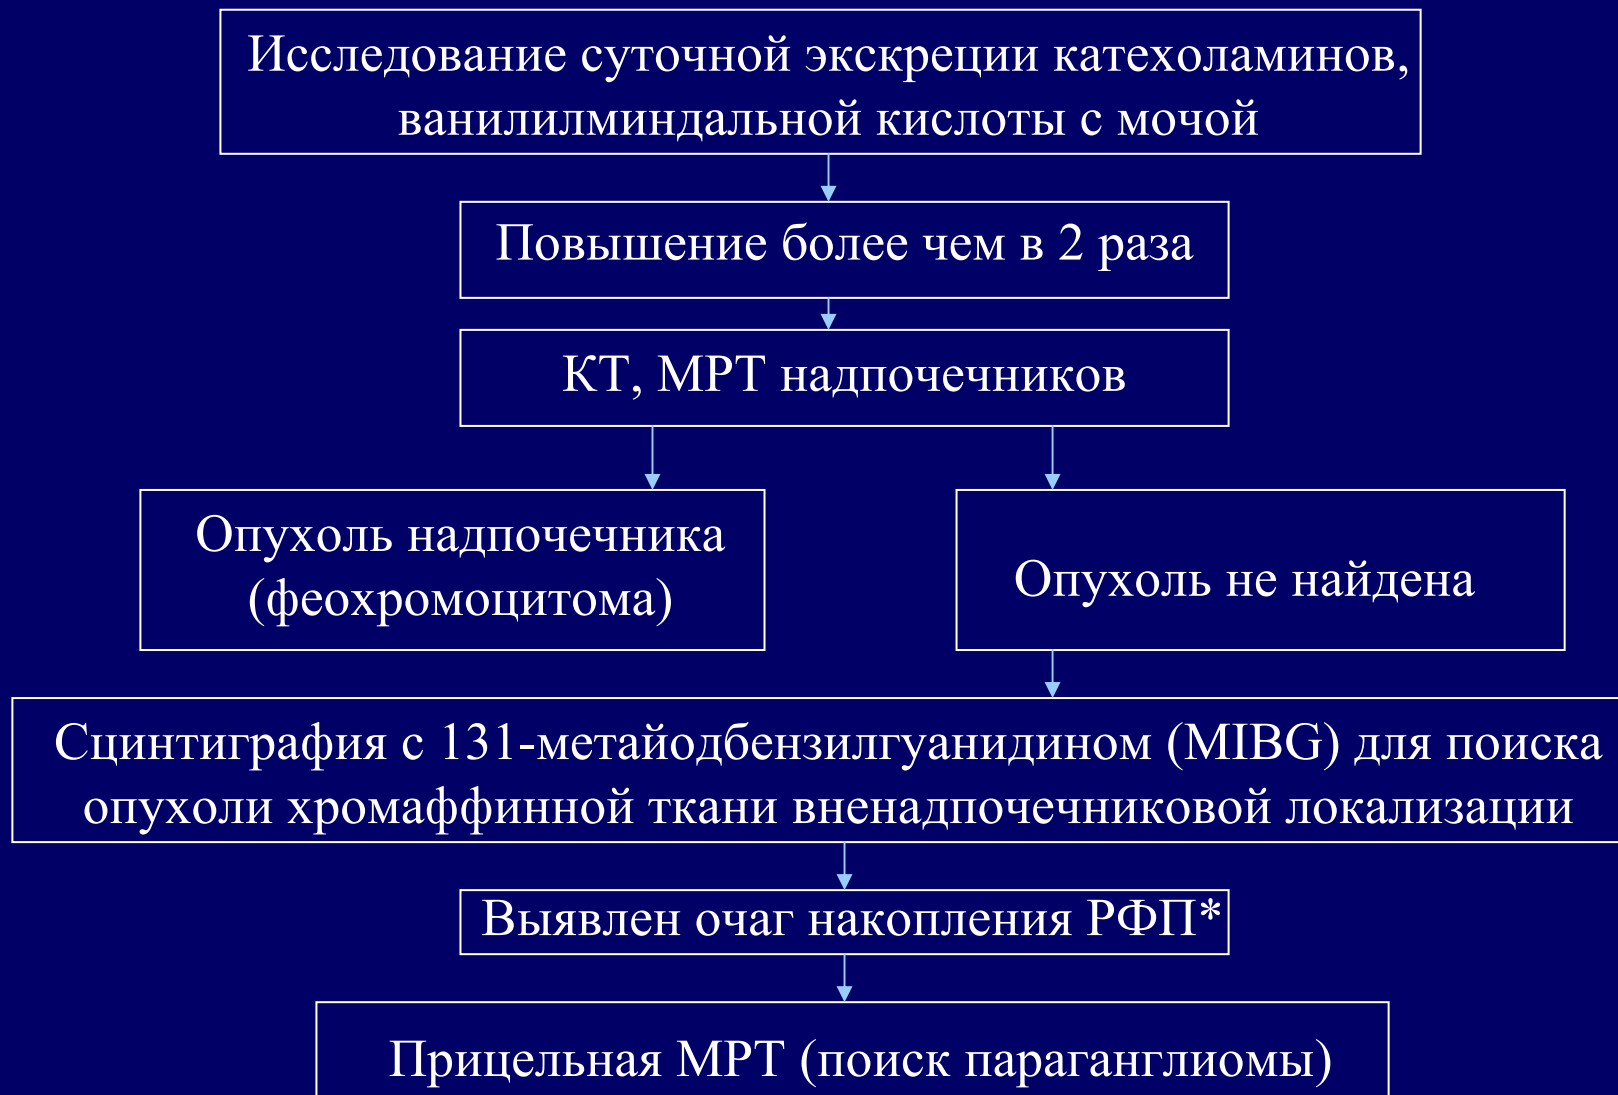 Исследование суточной экскреции катехоламинов,
ванилилминдальной кислоты с мочой
Повышение более чем в 2 раза
КТ, МРТ надпочечников
Опухоль надпочечника
(феохромоцитома)
Опухоль не найдена
Сцинтиграфия с 131-метайодбензилгуанидином (MIBG) для поиска
опухоли хромаффинной ткани вненадпочечниковой локализации
Выявлен очаг накопления РФП*
Прицельная МРТ (поиск параганглиомы)